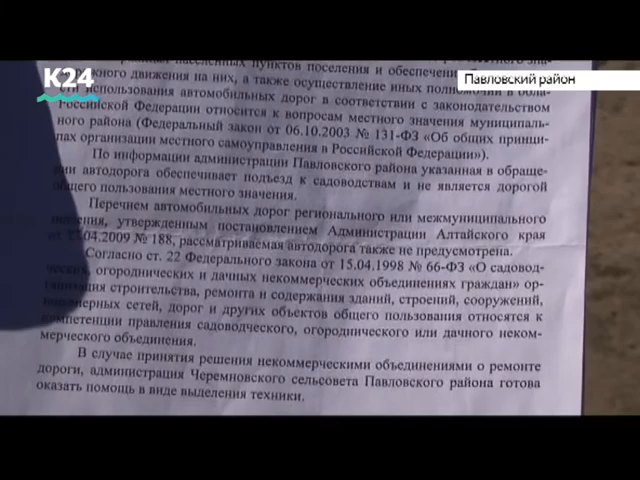 К24
Павловский район
населенных пунктов поселения и обеспечение
движения на них, а также осуществление иных полномочий в
использования автомобильных дорог в соответствии с законодательством
Российской Федерации относится к вопросам местного значения муниципаль-
ного района (Федеральный закон от 06.10.2003 № 131-ФЗ «Об общих принци-
пах организации местного самоуправления в Российской Федерации»).
По информации администрации Павловского района указанная в обраще-
нии автодорога обеспечивает подъезд к садоводствам и не является дорогой
общего пользования местного значения.
Перечнем автомобильных дорог регионального или межмуниципального
значения, утвержденным постановлением Администрации Алтайского края
04.2009 № 188, рассматриваемая автодорога также не предусмотрена.
Согласно ст. 22 Федерального закона от 15.04.1998 № 66-ФЗ «О садовод-
ческих, огороднических и дачных некоммерческих объединениях граждан» ор-
ганизация строительства, ремонта и содержания зданий, строений, сооружений,
инженерных сетей, дорог и других объектов общего пользования относятся к
компетенции правления садоводческого, огороднического или дачного неком-
мерческого объединения.
В случае принятия решения некоммерческими объединениями о ремонте
дороги, администрация Черемновского сельсовета Павловского района готова
оказать помощь в виде выделения техники.